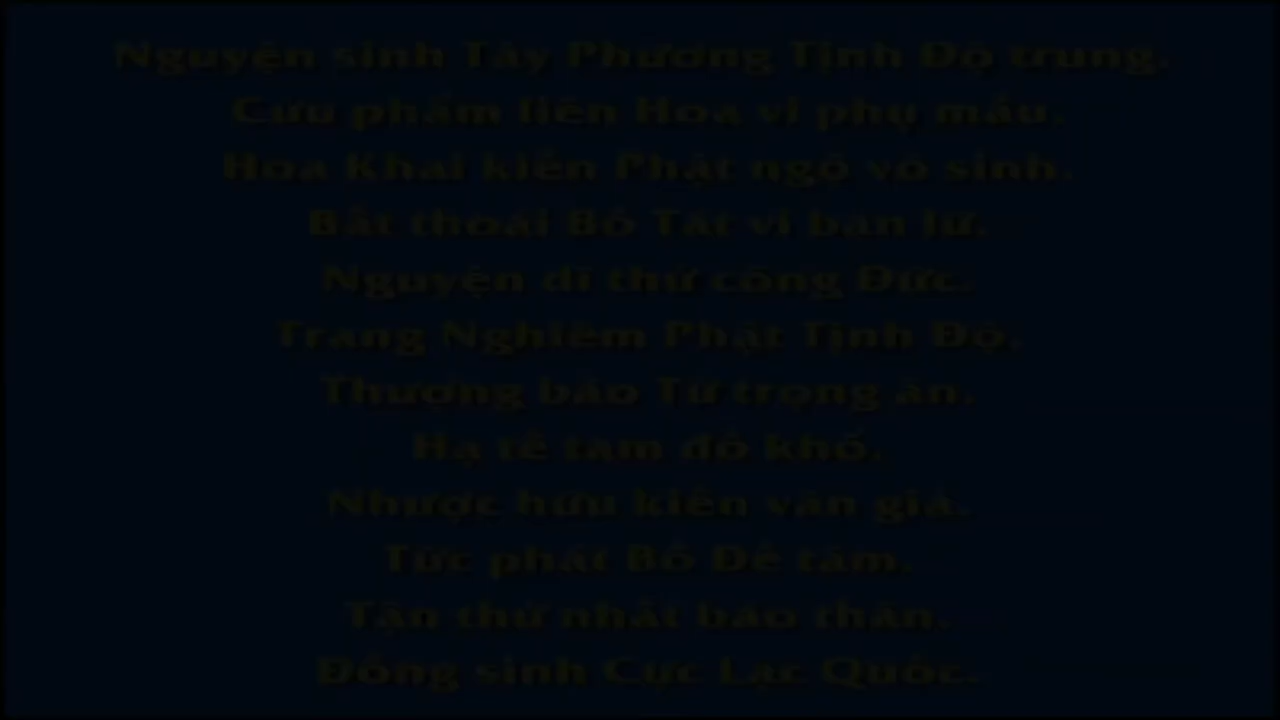 Nguyện sinh Tây Phương Tịnh Độ trung.
Cửu phẩm liên Hoa vi phụ mẫu.
Hoa Khai kiến Phật ngộ vô sinh.
Bất thoái Bồ Tát vi bạn lữ.
Nguyện dĩ thử công Đức.
Trang Nghiêm Phật Tịnh Độ.
Thượng báo Tứ trọng ân.
Hạ tế tam đồ khổ.
Nhược hữu kiến văn giả.
Tức phát Bồ Đề tâm.
Tận thử nhất báo thân.
Đồng sinh Cực Lạc Quốc.